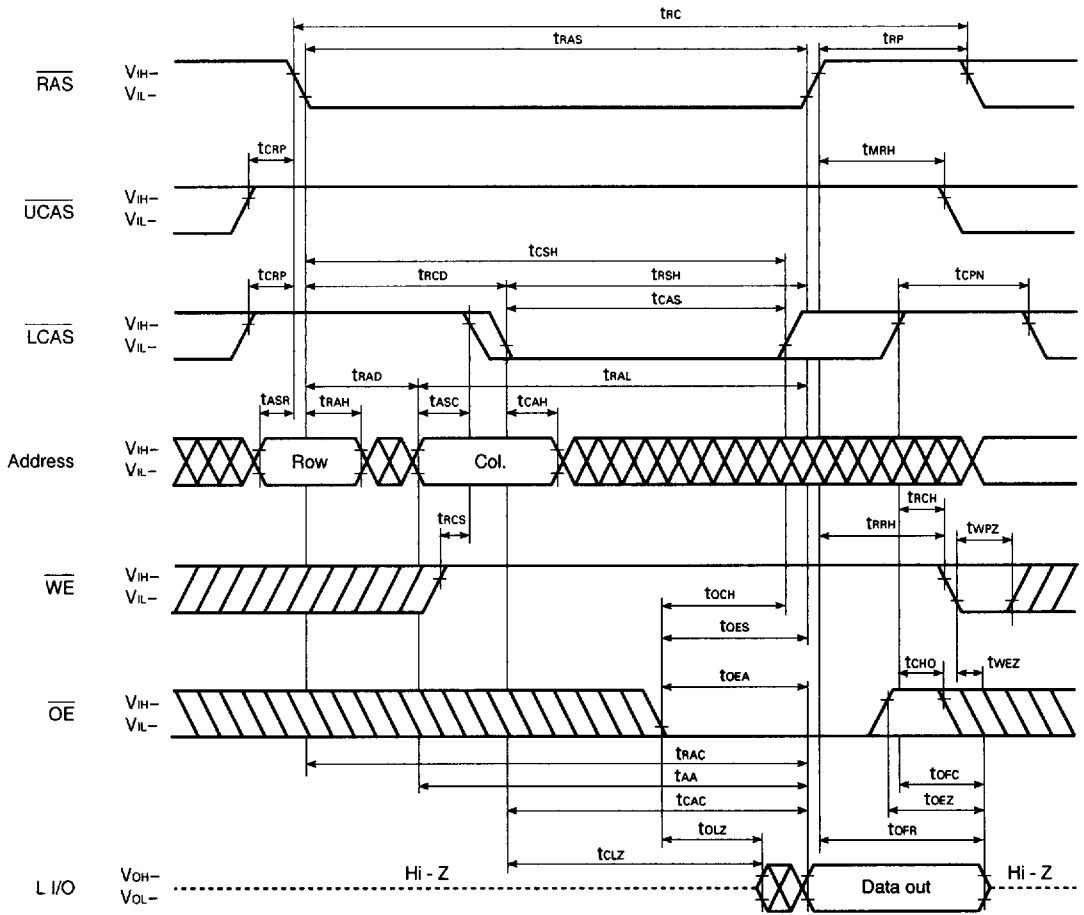 tRC
tRAS
tRP
RAS
VIH–
VIL–
tCRP
tMRH
UCAS
VIH–
VIL–
tCSH
tCRP
tRCD
tRSH
tCPN
tCAS
LCAS
VIH–
VIL–
tRAD
tRAL
tASR
tRAH
tASC
tCAH
Address
VIH–
VIL–
Row
Col.
tRCS
tRCH
tRRH
tWPZ
WE
VIH–
VIL–
tOCH
tOES
tCHO
tWEZ
tOEA
OE
VIH–
VIL–
tRAC
tAA
tOFC
tCAC
tOEZ
tOLZ
tOFR
tCLZ
L I/O
VOH–
VOL–
Hi - Z
Data out
Hi - Z